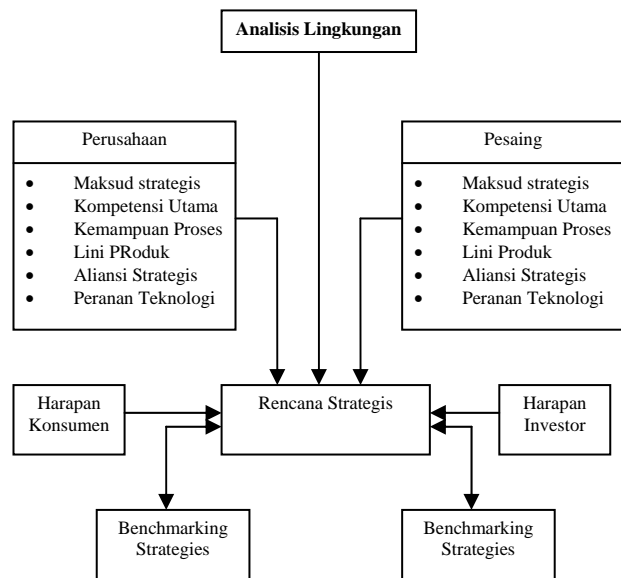 Analisis Lingkungan
Perusahaan
• Maksud strategis
• Kompetensi Utama
• Kemampuan Proses
• Lini PRoduk
• Aliansi Strategis
• Peranan Teknologi
Pesaing
• Maksud strategis
• Kompetensi Utama
• Kemampuan Proses
• Lini Produk
• Aliansi Strategis
• Peranan Teknologi
Harapan
Konsumen
Rencana Strategis
Harapan
Investor
Benchmarking
Strategies
Benchmarking
Strategies